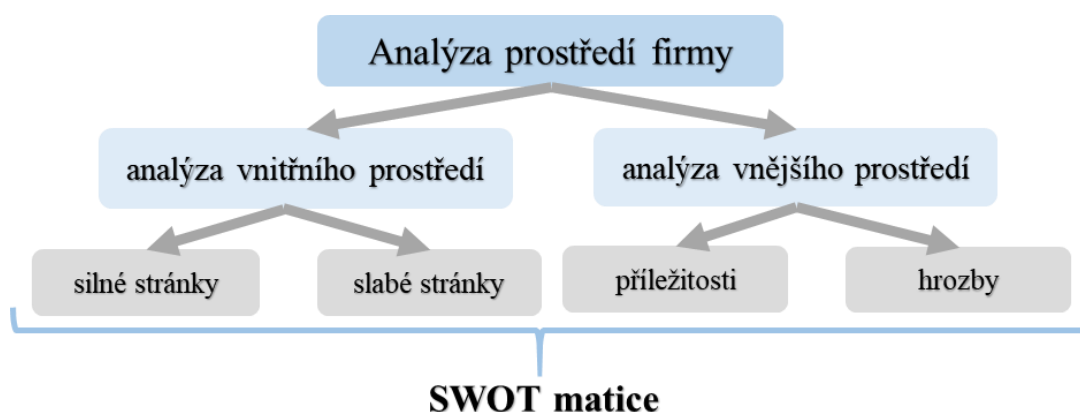 Analýza prostředí firmy
analýza vnitřního prostředí
analýza vnějšího prostředí
silné stránky
slabé stránky
příležitosti
hrozby
SWOT matice